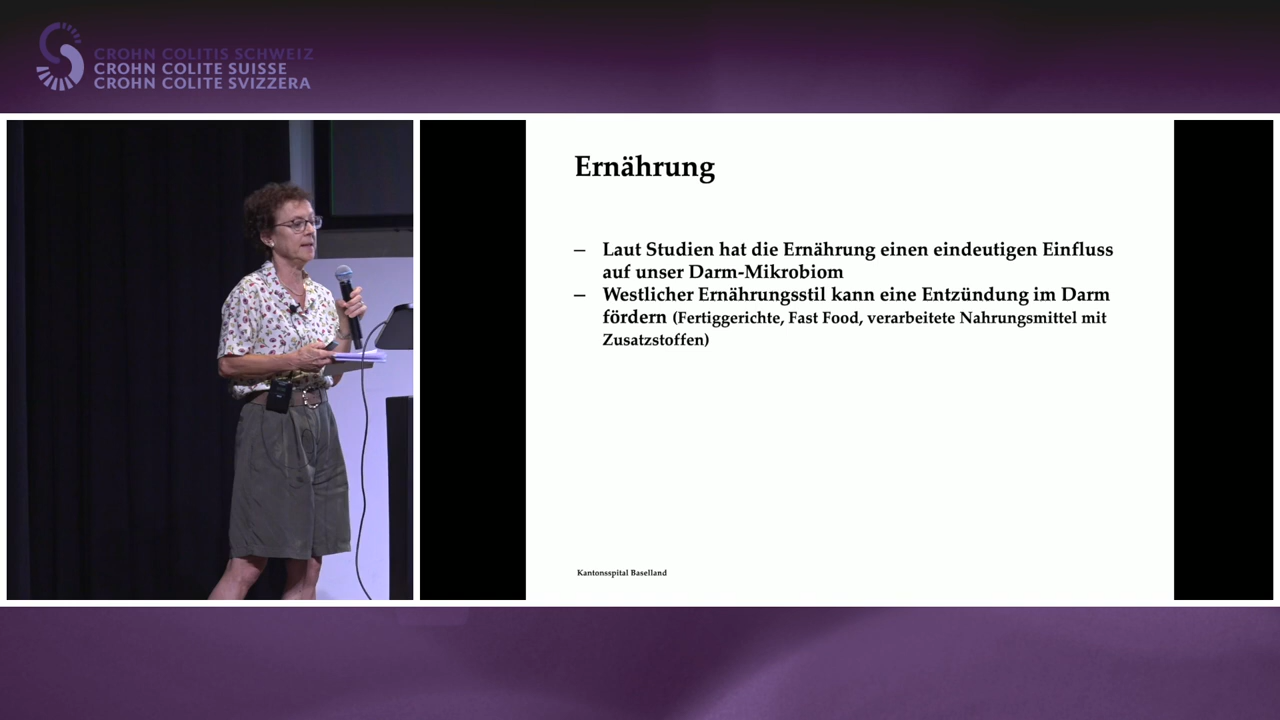 CROHN COLITIS SCHWEIZ
CROHN COLITE SUISSE
CROHN COLITE SVIZZERA
Ernährung
– Laut Studien hat die Ernährung einen eindeutigen Einfluss
auf unser Darm-Mikrobiom
– Westlicher Ernährungsstil kann eine Entzündung im Darm
fördern (Fertiggerichte, Fast Food, verarbeitete Nahrungsmittel mit
Zusatzstoffen)
Kantonsspital Baselland